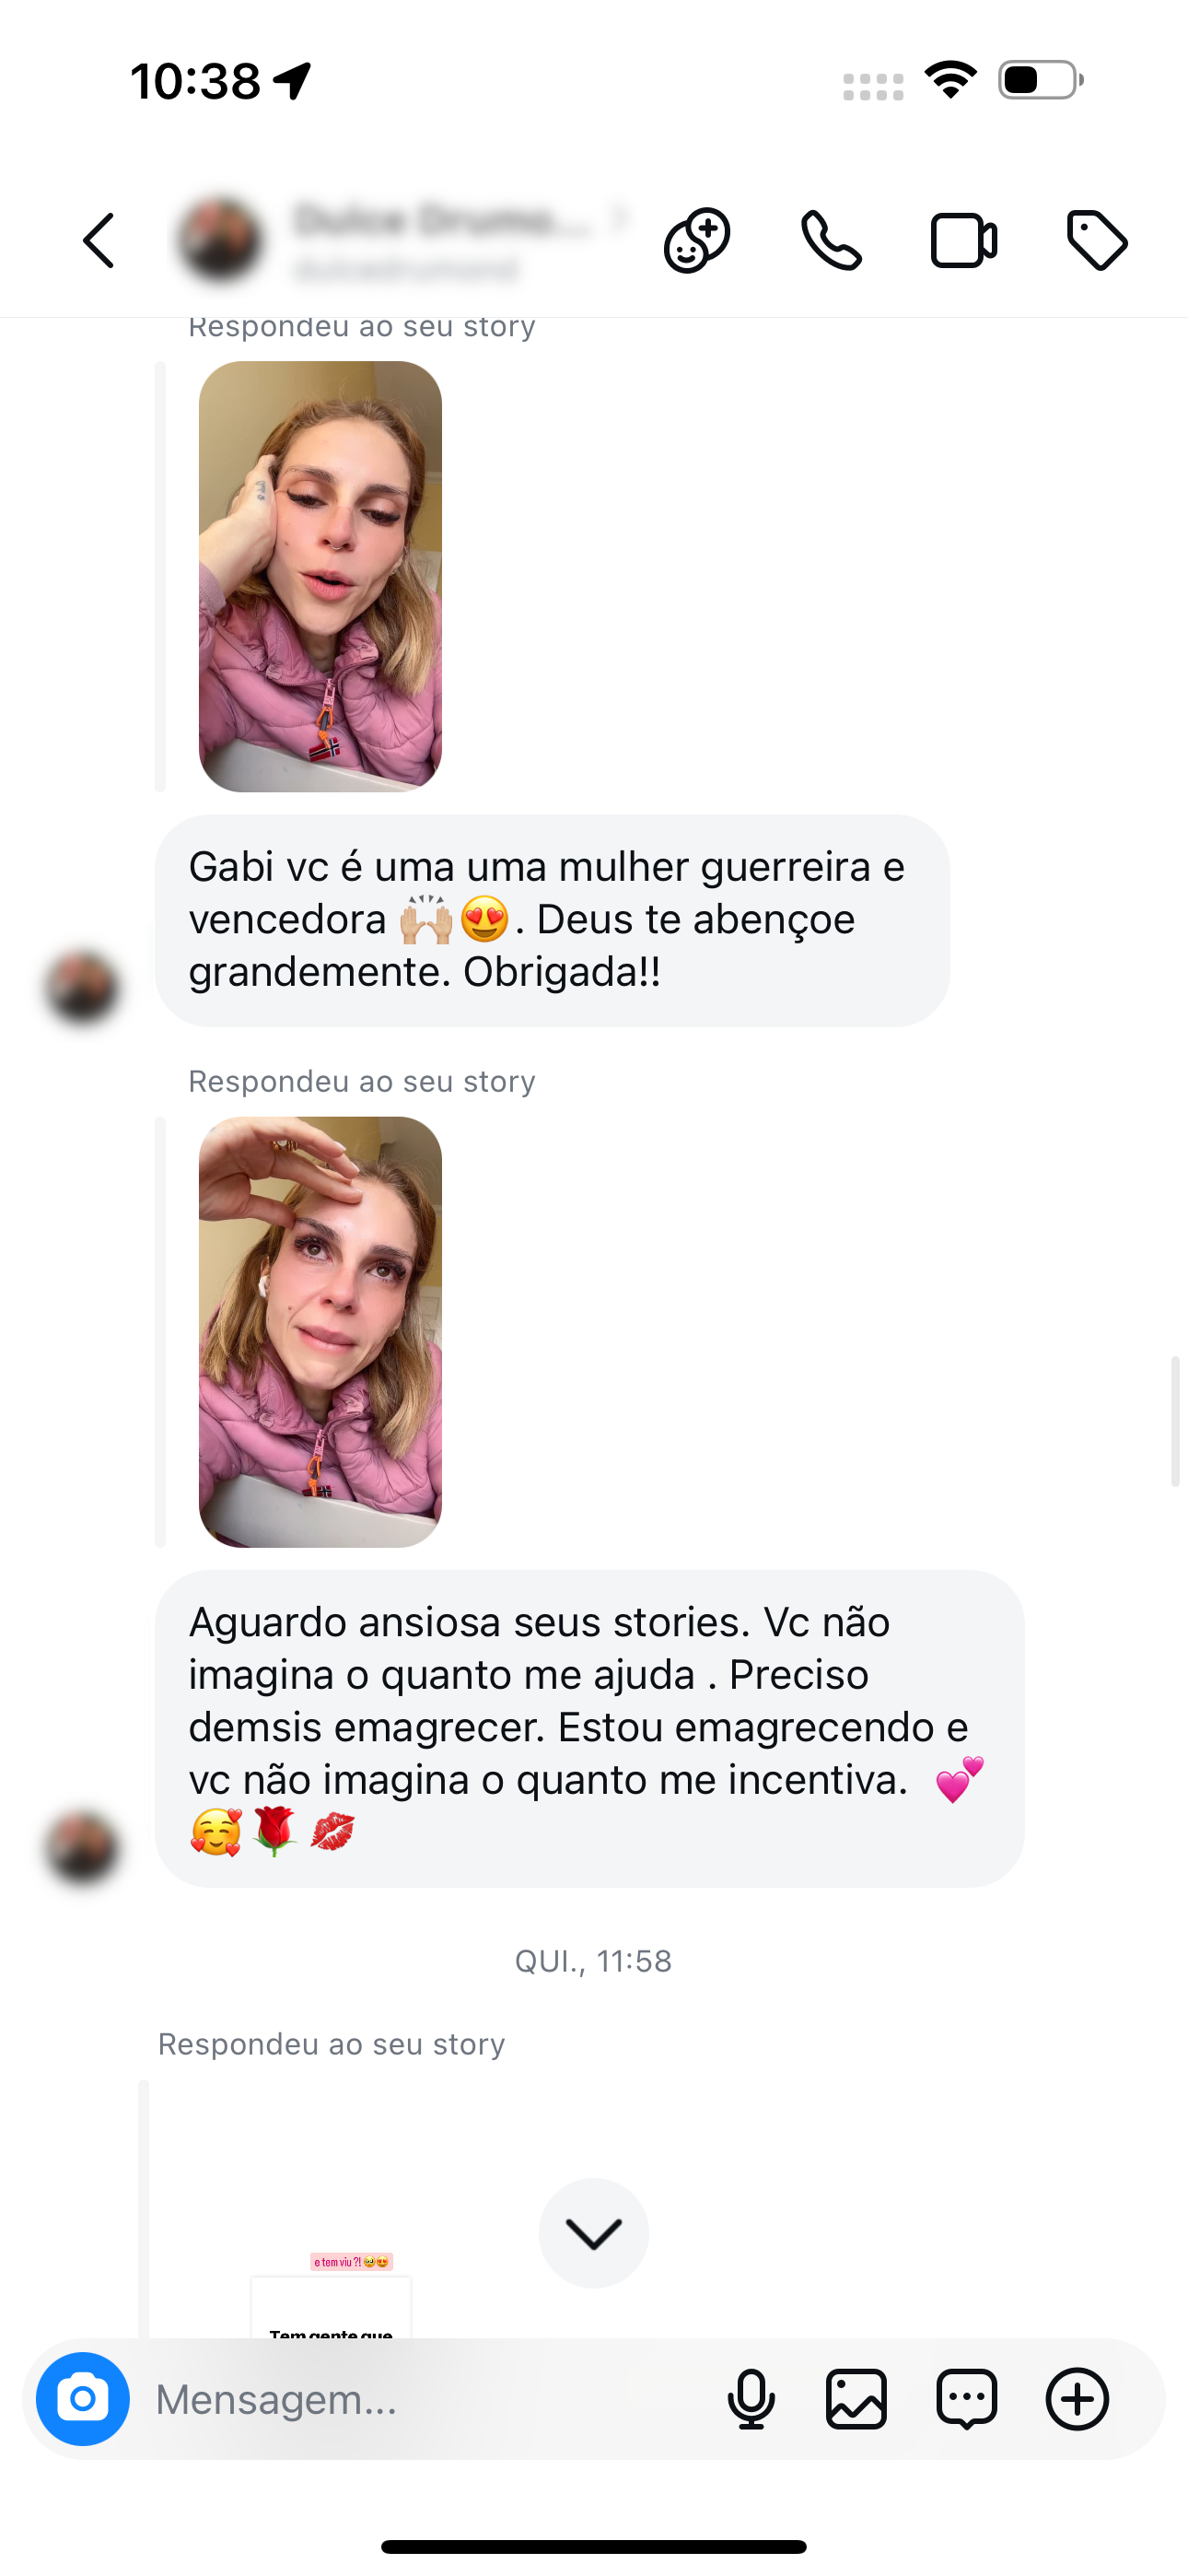 10:38
Respondeu ao seu story
Gabi vc é uma uma mulher guerreira e
vencedora 🙌🏼😍. Deus te abençoe
grandemente. Obrigada!!
Respondeu ao seu story
Aguardo ansiosa seus stories. Vc não
imagina o quanto me ajuda . Preciso
demsis emagrecer. Estou emagrecendo e
vc não imagina o quanto me incentiva. 💕
🥰🌹💋
QUI., 11:58
Respondeu ao seu story
e tem viu ?! 🥹😍
Tem gente que
Mensagem...